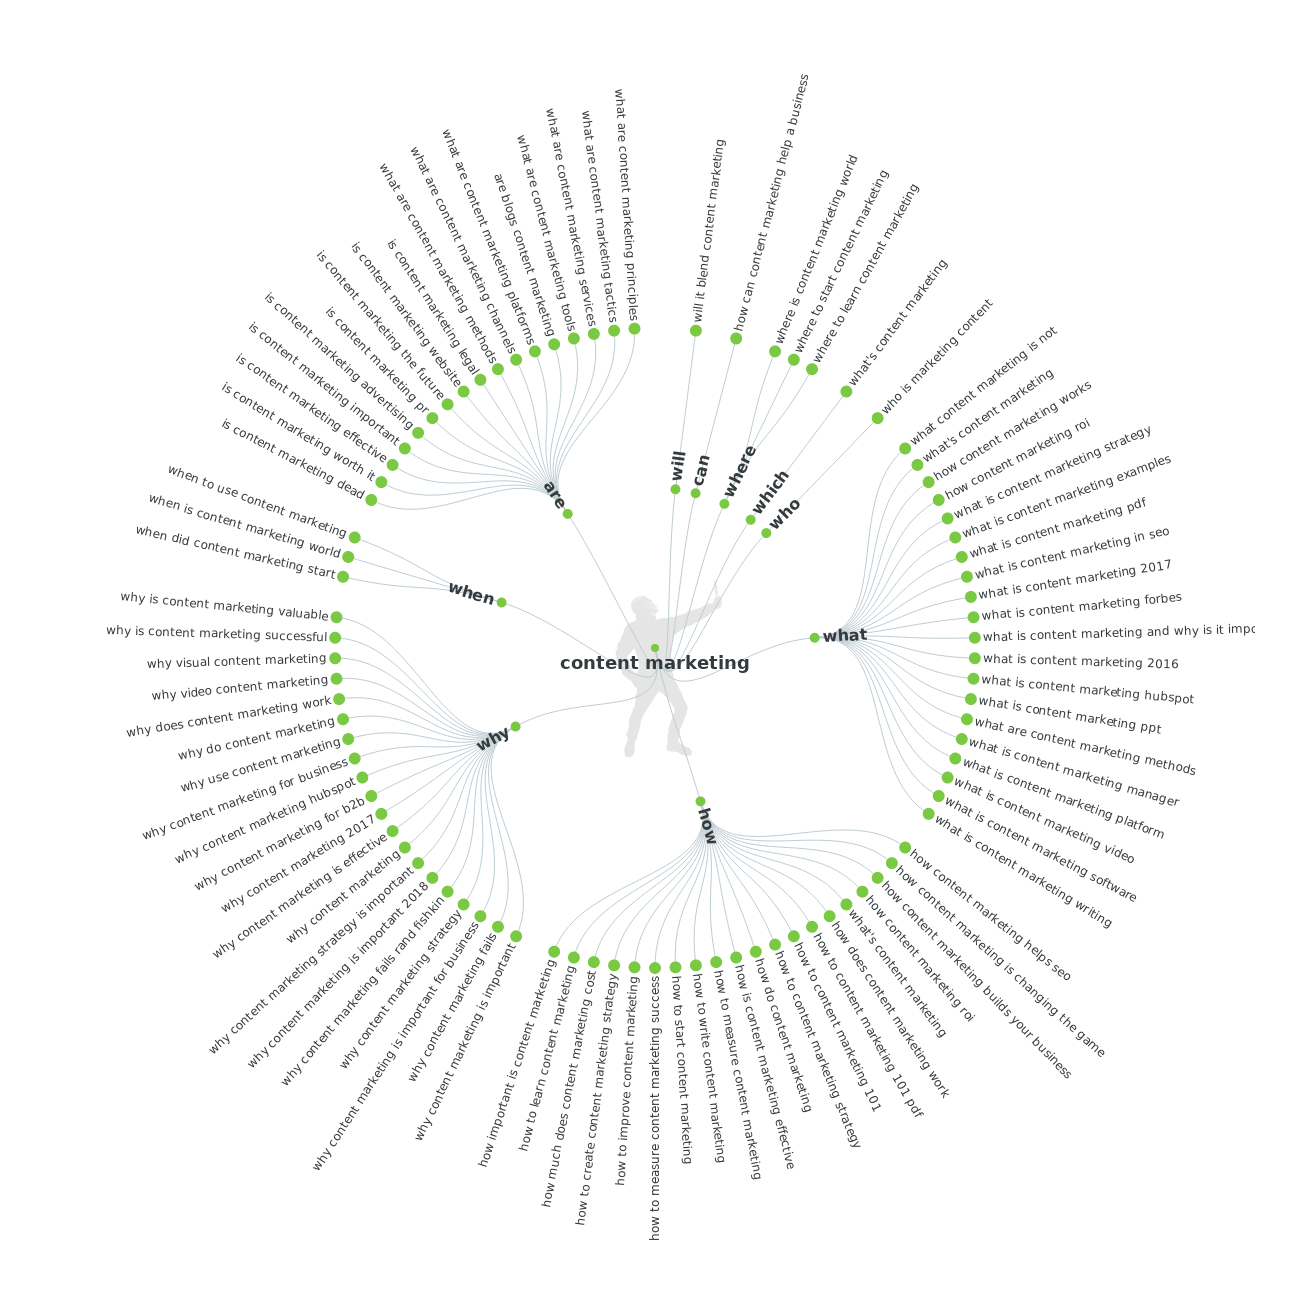 content marketing
will
will it blend content marketing
can
how can content marketing help a business
where
where is content marketing world
where to start content marketing
where to learn content marketing
which
what's content marketing
who
who is marketing content
what
what content marketing is not
what's content marketing
how content marketing works
how content marketing roi
what is content marketing strategy
what is content marketing examples
what is content marketing pdf
what is content marketing in seo
what is content marketing 2017
what is content marketing forbes
what is content marketing and why is it impo
what is content marketing 2016
what is content marketing hubspot
what is content marketing ppt
what are content marketing methods
what is content marketing manager
what is content marketing platform
what is content marketing video
what is content marketing software
what is content marketing writing
how
how content marketing helps seo
how content marketing is changing the game
how content marketing builds your business
how content marketing roi
what's content marketing
how does content marketing work
how to content marketing 101 pdf
how to content marketing 101
how to content marketing strategy
how do content marketing
how is content marketing effective
how to measure content marketing
how to write content marketing
how to start content marketing
how to measure content marketing success
how to improve content marketing
how to create content marketing strategy
how much does content marketing cost
how to learn content marketing
how important is content marketing
why
why content marketing is important
why content marketing fails
why content marketing is important for business
why content marketing strategy
why content marketing fails rand fishkin
why content marketing is important 2018
why content marketing strategy is important
why content marketing
why content marketing is effective
why content marketing 2017
why content marketing for b2b
why content marketing hubspot
why content marketing for business
why use content marketing
why do content marketing
why does content marketing work
why video content marketing
why visual content marketing
why is content marketing successful
why is content marketing valuable
when
when did content marketing start
when is content marketing world
when to use content marketing
are
is content marketing dead
is content marketing worth it
is content marketing effective
is content marketing important
is content marketing advertising
is content marketing pr
is content marketing the future
is content marketing website
is content marketing legal
what are content marketing methods
what are content marketing channels
what are content marketing platforms
are blogs content marketing
what are content marketing tools
what are content marketing services
what are content marketing tactics
what are content marketing principles